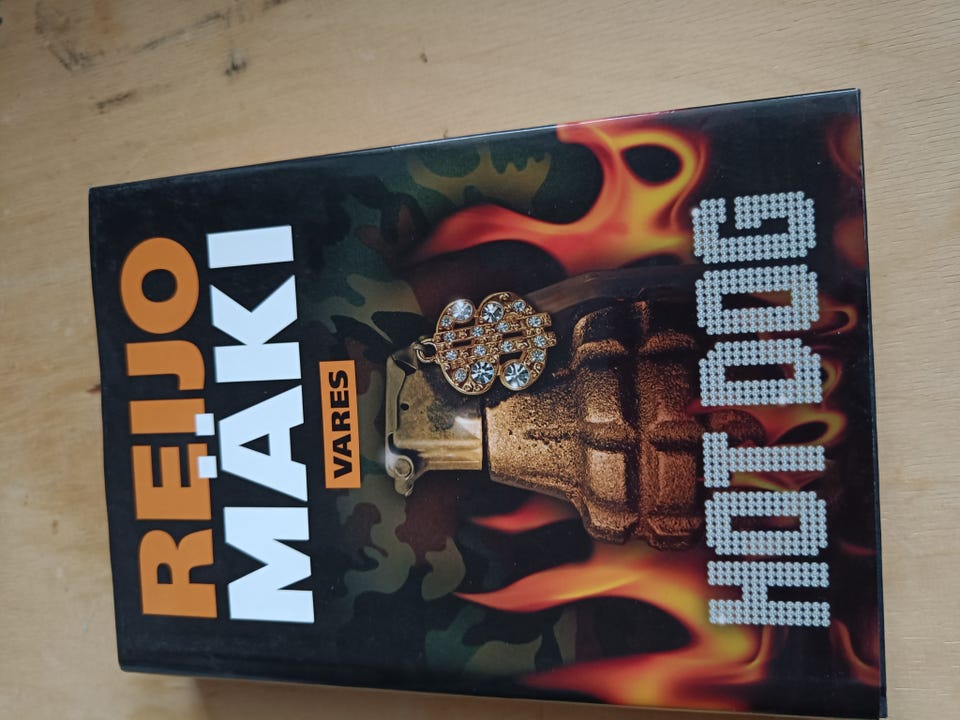 REIJO
MÄKI
VARES
HOT DOG